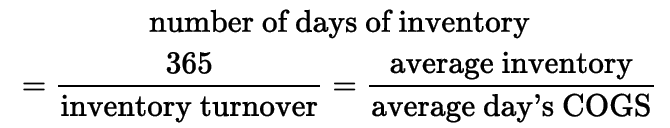 number of days of inventory
= 365 / inventory turnover = average inventory / average day’s COGS